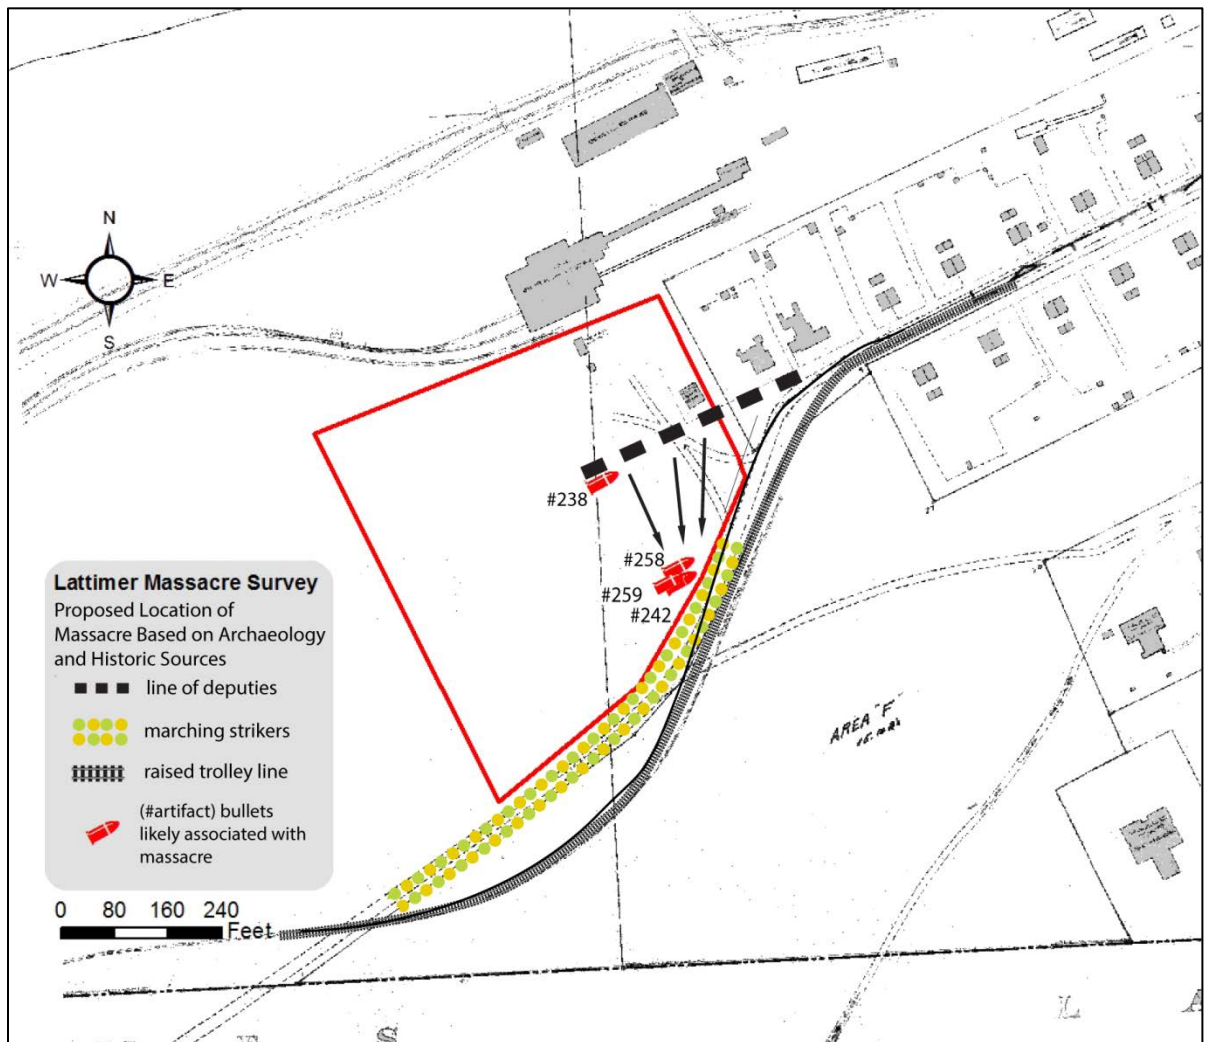 N
W
E
S
#238
#258
#259
#242
Lattimer Massacre Survey
Proposed Location of
Massacre Based on Archaeology
and Historic Sources
line of deputies
marching strikers
raised trolley line
(#artifact) bullets
likely associated with
massacre
0 80 160 240
Feet
AREA "F"
S
L A